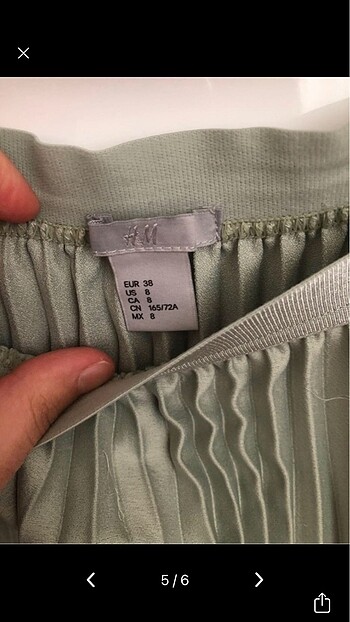 H&M
EUR 38
US 8
CA 8
CN 165/72A
MX 8
5/6